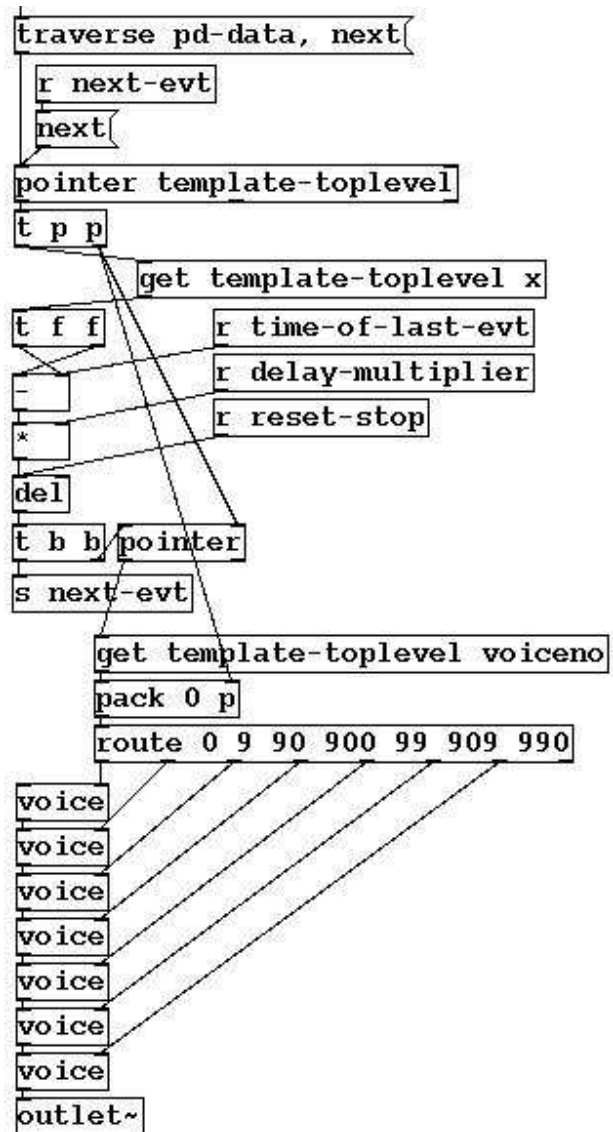 traverse pd-data, next
r next-evt
next
pointer template-toplevel
t p p
get template-toplevel x
t f f
r time-of-last-evt
-
r delay-multiplier
*
r reset-stop
del
t b b
pointer
s next-evt
get template-toplevel voiceno
pack 0 p
route 0 9 90 900 99 909 990
voice
voice
voice
voice
voice
voice
voice
outlet~